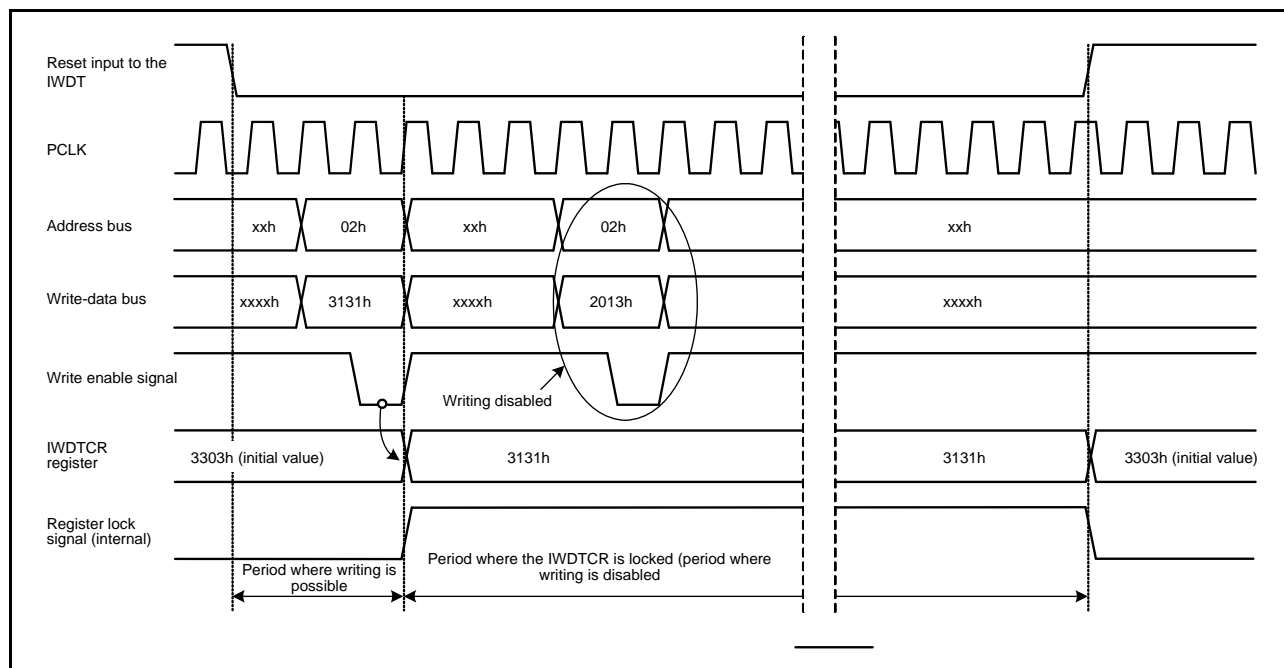 Reset input to the
IWDT
PCLK
Address bus
xxh
02h
xxh
02h
xxh
Write-data bus
xxxxh
3131h
xxxxh
2013h
xxxxh
Write enable signal
Writing disabled
IWDTCR
register
3303h (initial value)
3131h
3131h
3303h (initial value)
Register lock
signal (internal)
Period where writing is
possible
Period where the IWDTCR is locked (period where
writing is disabled